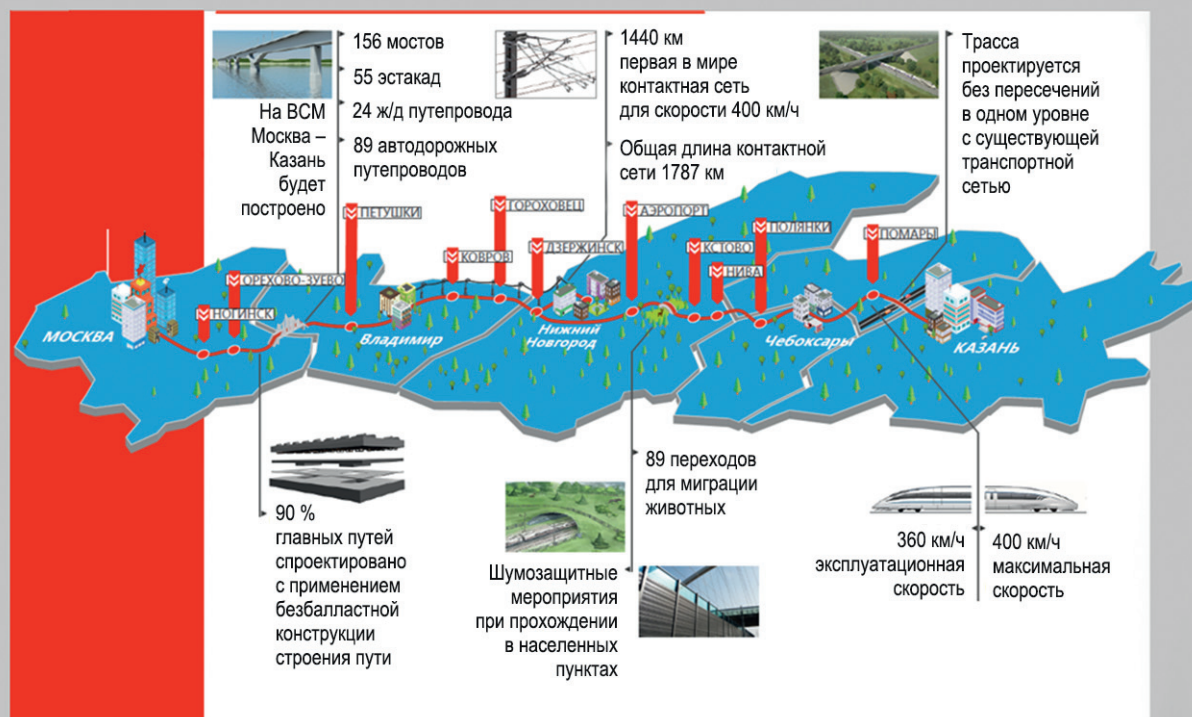 156 мостов
55 эстакад
24 ж/д путепровода
89 автодорожных
путепроводов
На ВСМ
Москва –
Казань
будет
построено
1440 км
первая в мире
контактная сеть
для скорости 400 км/ч
Общая длина контактной
сети 1787 км
Трасса
проектируется
без пересечений
в одном уровне
с существующей
транспортной
сетью
МОСКВА
НОГИНСК
ОРЕХОВО-ЗУЕВО
ПЕТУШКИ
Владимир
КОВРОВ
ГОРОХОВЕЦ
ДЗЕРЖИНСК
Нижний
Новгород
АЭРОПОРТ
КСТОВО
НИВА
ПОЛЯНКИ
Чебоксары
ПОМАРЫ
КАЗАНЬ
90 %
главных путей
спроектировано
с применением
безбалластной
конструкции
строения пути
89 переходов
для миграции
животных
Шумозащитные
мероприятия
при прохождении
в населенных
пунктах
360 км/ч
эксплуатационная
скорость
400 км/ч
максимальная
скорость